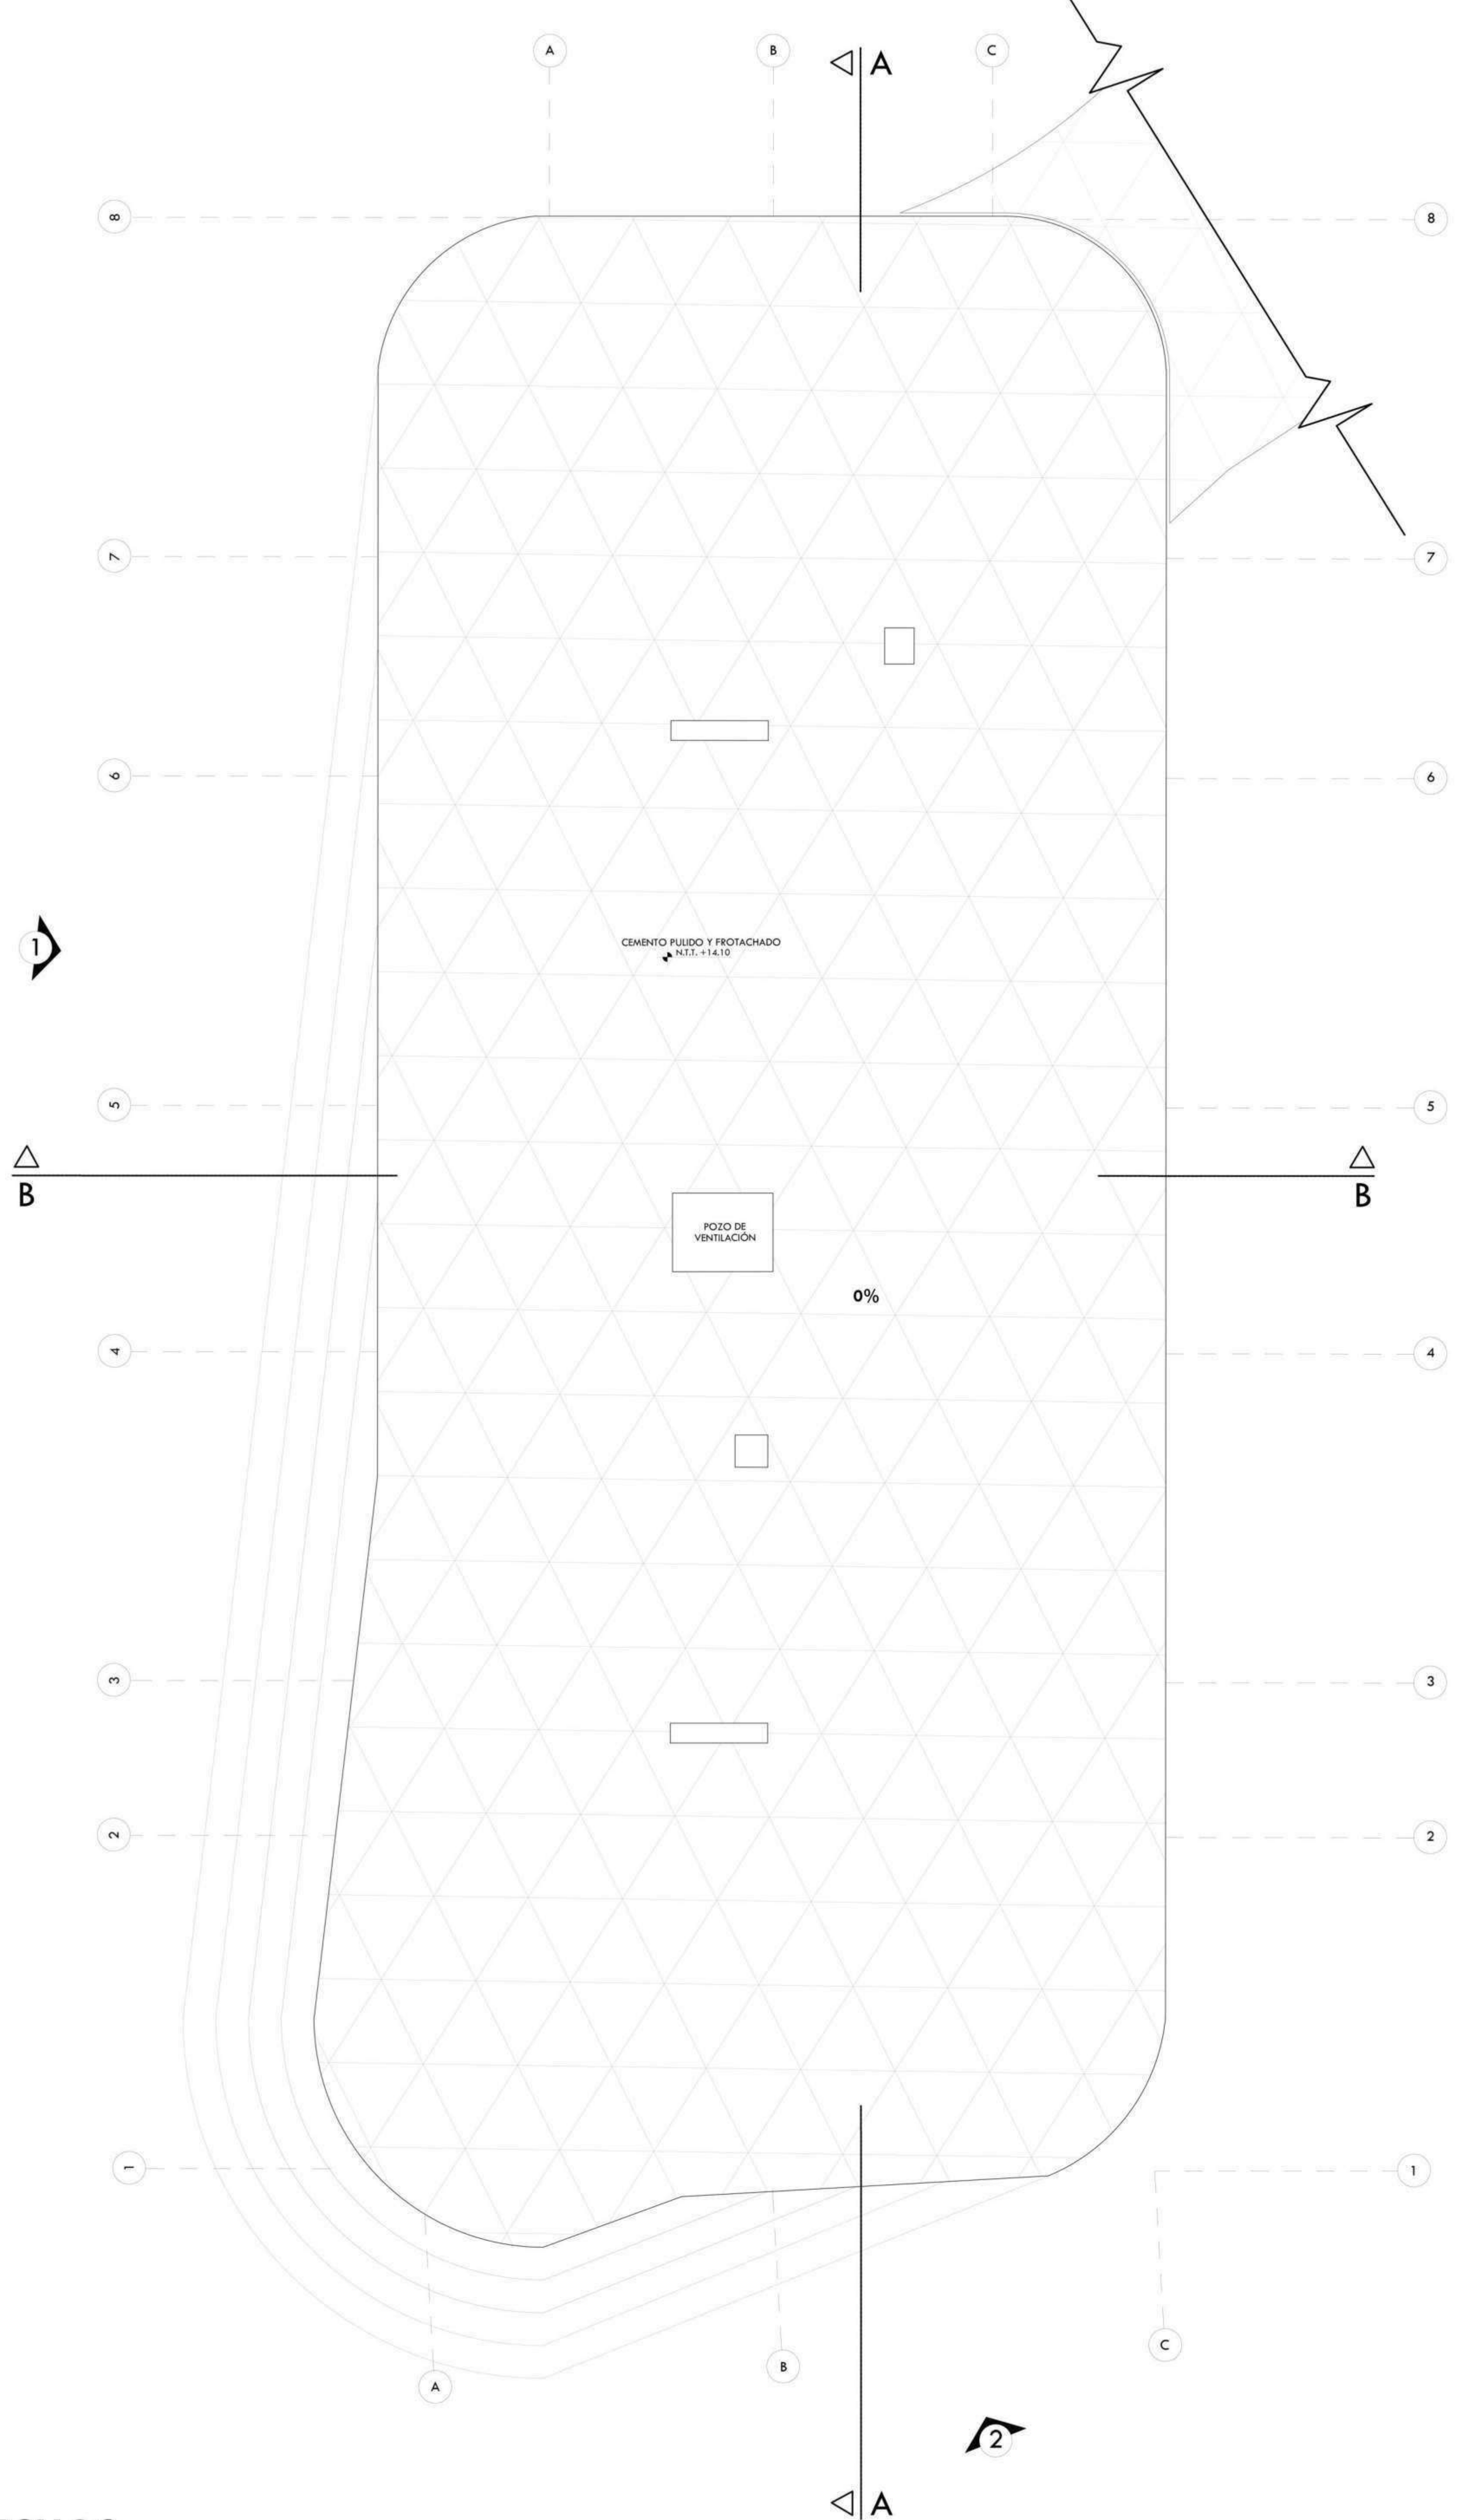 A
B
C
A
8
8
7
7
6
6
CEMENTO PULIDO Y FROTACHADO
N.T.T. +14.10
1
5
5
B
B
POZO DE
VENTILACIÓN
0%
4
4
3
3
2
2
1
1
A
B
C
2
A